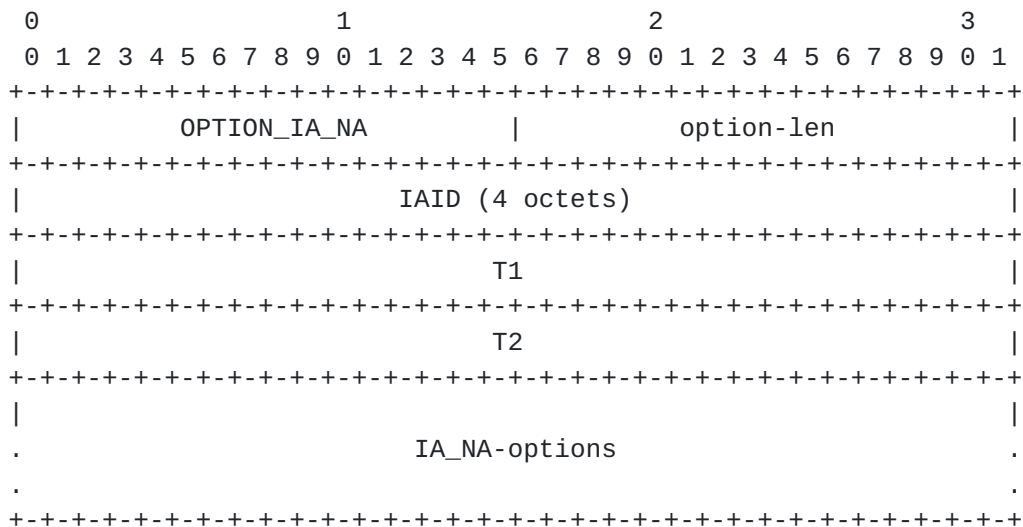 0                   1                   2                   3
 0 1 2 3 4 5 6 7 8 9 0 1 2 3 4 5 6 7 8 9 0 1 2 3 4 5 6 7 8 9 0 1
+-+-+-+-+-+-+-+-+-+-+-+-+-+-+-+-+-+-+-+-+-+-+-+-+-+-+-+-+-+-+-+-+
|          OPTION_IA_NA         |          option-len           |
+-+-+-+-+-+-+-+-+-+-+-+-+-+-+-+-+-+-+-+-+-+-+-+-+-+-+-+-+-+-+-+-+
|                        IAID (4 octets)                        |
+-+-+-+-+-+-+-+-+-+-+-+-+-+-+-+-+-+-+-+-+-+-+-+-+-+-+-+-+-+-+-+-+
|                              T1                               |
+-+-+-+-+-+-+-+-+-+-+-+-+-+-+-+-+-+-+-+-+-+-+-+-+-+-+-+-+-+-+-+-+
|                              T2                               |
+-+-+-+-+-+-+-+-+-+-+-+-+-+-+-+-+-+-+-+-+-+-+-+-+-+-+-+-+-+-+-+-+
|                                                               |
.                         IA_NA-options                         .
.                                                               .
+-+-+-+-+-+-+-+-+-+-+-+-+-+-+-+-+-+-+-+-+-+-+-+-+-+-+-+-+-+-+-+-+